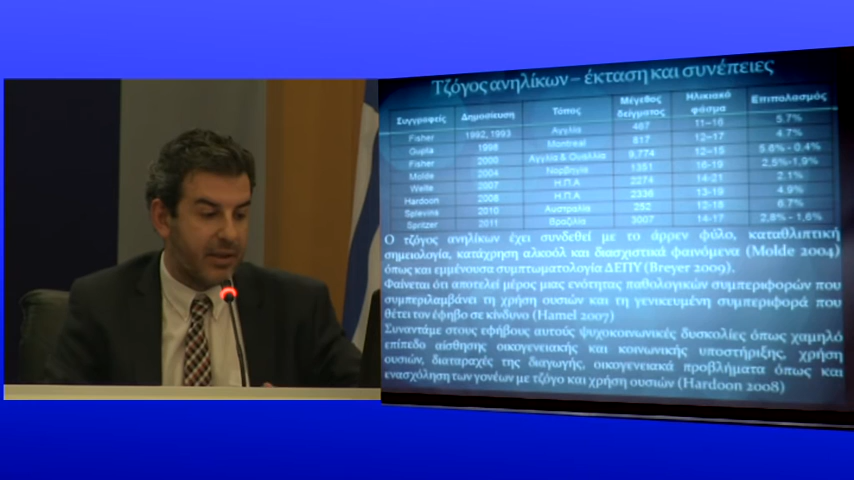 Τζόγος ανηλίκων – έκταση και συνέπειες
Συγγραφείς Δημοσίευση Τόπος Μέγεθος δείγματος Ηλικιακό φάσμα Επιπολασμός
Fisher 1992, 1993 Αγγλία 467 11–16 5.7%
Gupta 1998 Montreal 817 12–17 4.7%
Fisher 2000 Αγγλία & Ουαλλία 9.774 12–15 5.6% - 0.4%
Molde 2004 Νορβηγία 1351 16-19 2.5%-1.9%
Welte 2007 Η.Π.Α 2274 14-21 2.1%
Hardoon 2008 Η.Π.Α 2336 13-19 4.9%
Splevins 2010 Αυστραλία 252 12-18 6.7%
Spritzer 2011 Βραζιλία 3007 14-17 2,8% - 1,6%
Ο τζόγος ανηλίκων έχει συνδεθεί με το άρρεν φύλο, καταθλιπτική
σημειολογία, κατάχρηση αλκοόλ και διασχιστικά φαινόμενα (Molde 2004)
όπως και εμμένουσα συμπτωματολογία ΔΕΠΥ (Breyer 2009).
Φαίνεται ότι αποτελεί μέρος μιας ενότητας παθολογικών συμπεριφορών που
συμπεριλαμβάνει τη χρήση ουσιών και τη γενικευμένη συμπεριφορά που
θέτει τον έφηβο σε κίνδυνο (Hamel 2007)
Συναντάμε στους εφήβους αυτούς ψυχοκοινωνικές δυσκολίες όπως χαμηλό
επίπεδο αίσθησης οικογενειακής και κοινωνικής υποστήριξης, χρήση
ουσιών, διαταραχές της διαγωγής, οικογενειακά προβλήματα όπως και
ενασχόληση των γονέων με τζόγο και χρήση ουσιών (Hardoon 2008)